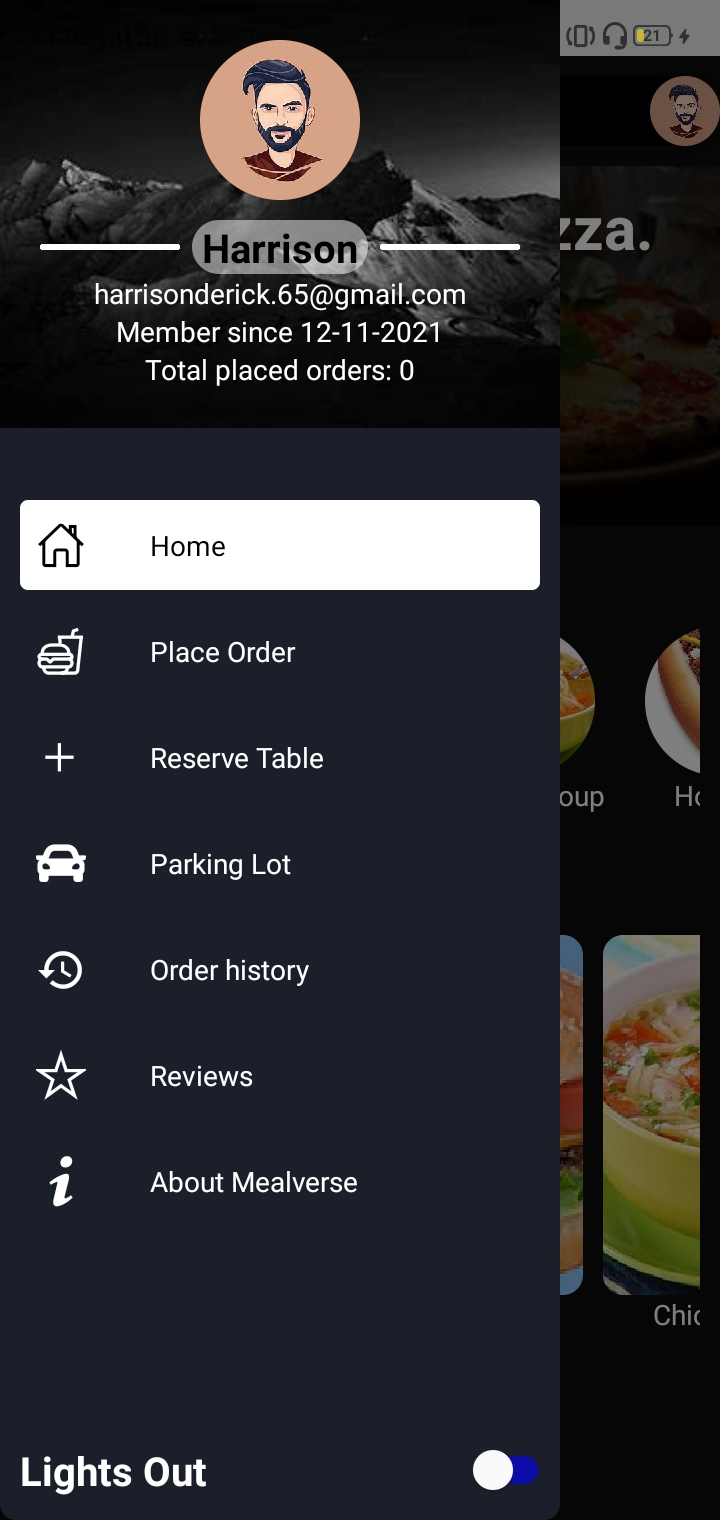 21
zza.
Harrison
harrisonderick.65@gmail.com
Member since 12-11-2021
Total placed orders: 0
Home
Place Order
Reserve Table
oup
Ho
Parking Lot
Order history
Reviews
About Mealverse
Chic
Lights Out